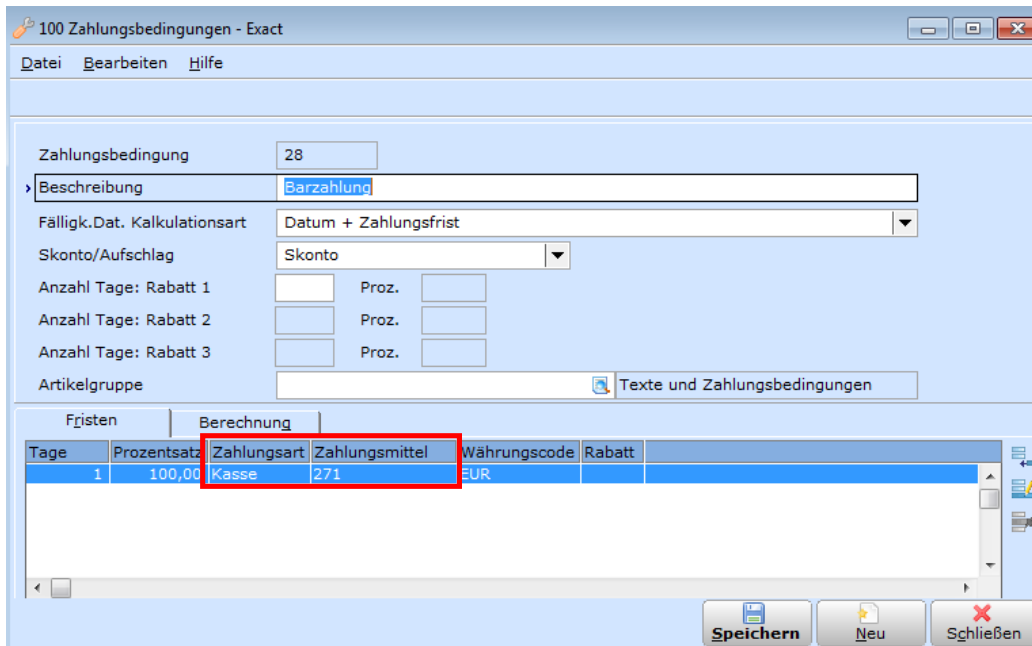 100 Zahlungsbedingungen - Exact
Datei Bearbeiten Hilfe
Zahlungsbedingung 28
Beschreibung Barzahlung
Fälligk.Dat. Kalkulationsart Datum + Zahlungsfrist
Skonto/Aufschlag Skonto
Anzahl Tage: Rabatt 1 Proz.
Anzahl Tage: Rabatt 2 Proz.
Anzahl Tage: Rabatt 3 Proz.
Artikelgruppe Texte und Zahlungsbedingungen
Fristen Berechnung
Tage Prozentsatz Zahlungsart Zahlungsmittel Währungscode Rabatt
1 100,00 Kasse 271 EUR
Speichern Neu Schließen